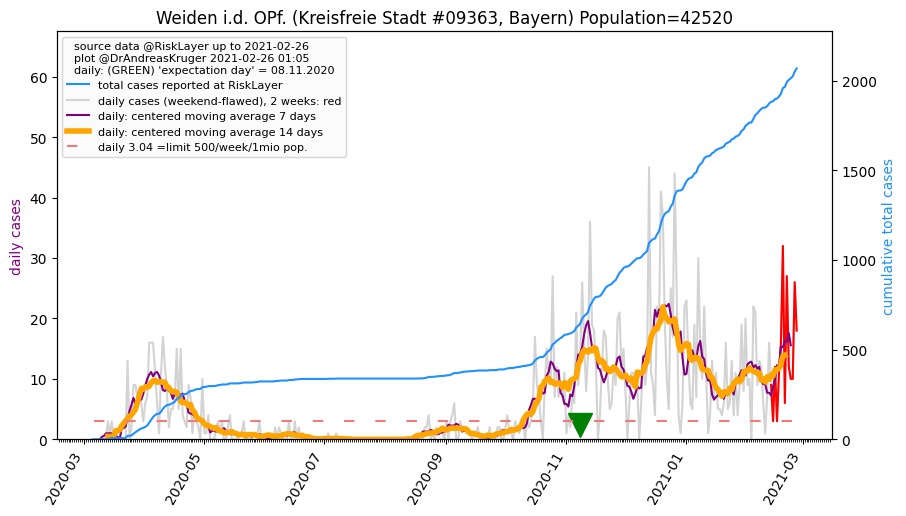 Weiden i.d. OPf. (Kreisfreie Stadt #09363, Bayern) Population=42520
source data @RiskLayer up to 2021-02-26
plot @DrAndreasKruger 2021-02-26 01:05
daily: (GREEN) 'expectation day' = 08.11.2020
total cases reported at RiskLayer
daily cases (weekend-flawed), 2 weeks: red
daily: centered moving average 7 days
daily: centered moving average 14 days
daily 3.04 =limit 500/week/1mio pop.
daily cases
60
50
40
30
20
10
0
cumulative total cases
2000
1500
1000
500
0
2020-03
2020-05
2020-07
2020-09
2020-11
2021-01
2021-03